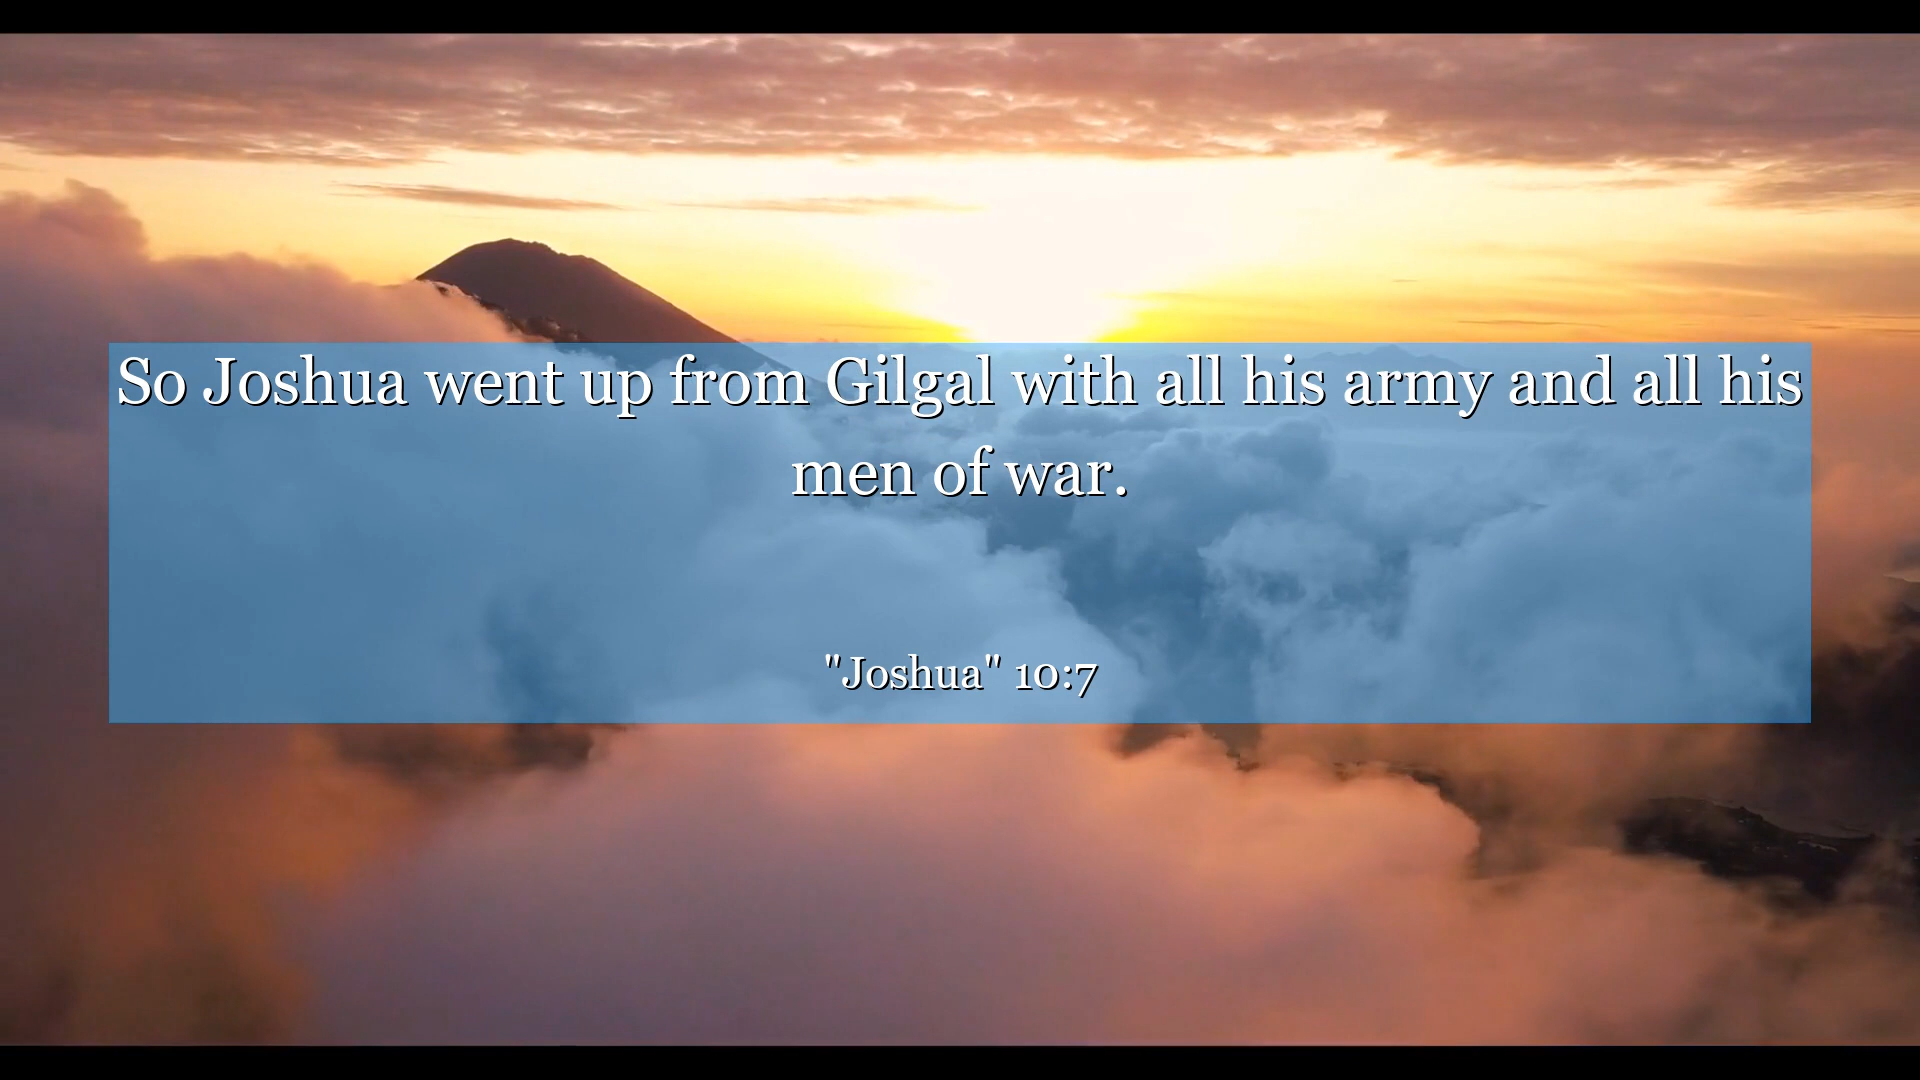 So Joshua went up from Gilgal with all his army and all his
men of war.
"Joshua" 10:7